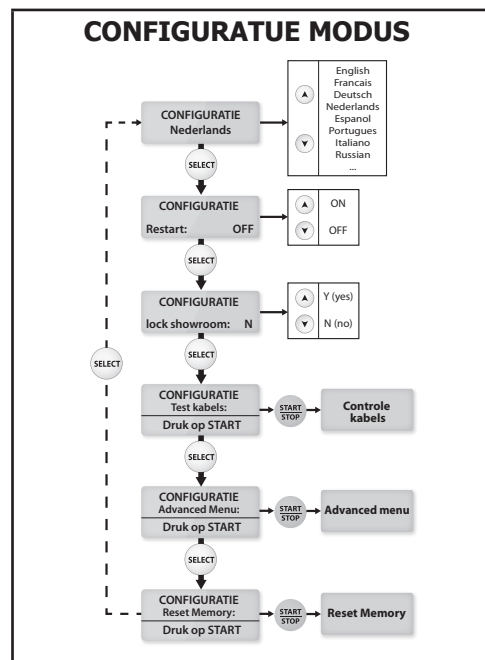 CONFIGURATUE MODUS
CONFIGURATIE
Nederlands
English
Francais
Deutsch
Nederlands
Espanol
Portugues
Italiano
Russian
...
SELECT
CONFIGURATIE
Restart: OFF
ON
OFF
SELECT
CONFIGURATIE
lock showroom: N
Y (yes)
N (no)
SELECT
SELECT
CONFIGURATIE
Test kabels:
Druk op START
START
STOP
Controle
kabels
SELECT
CONFIGURATIE
Advanced Menu:
Druk op START
START
STOP
Advanced menu
SELECT
CONFIGURATIE
Reset Memory:
Druk op START
START
STOP
Reset Memory